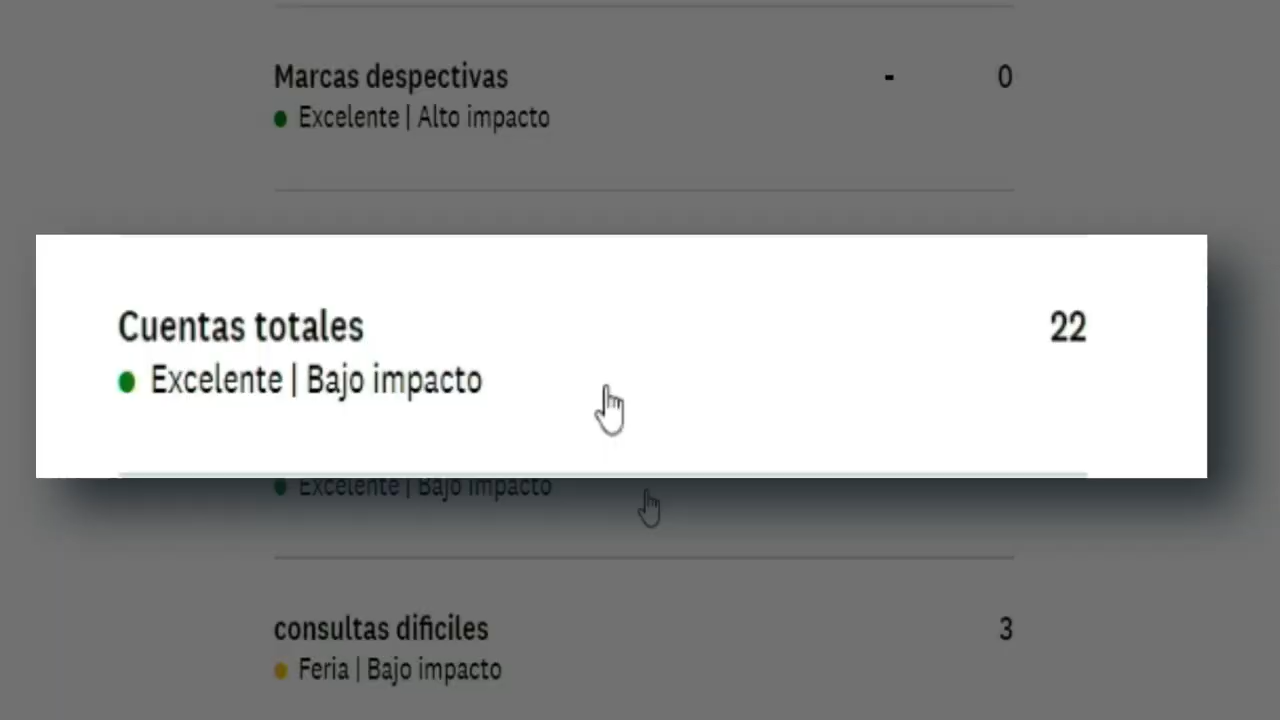 Marcas despectivas - 0
Excelente | Alto impacto
Cuentas totales 22
Excelente | Bajo impacto
Excelente | Bajo impacto
consultas dificiles 3
Feria | Bajo impacto